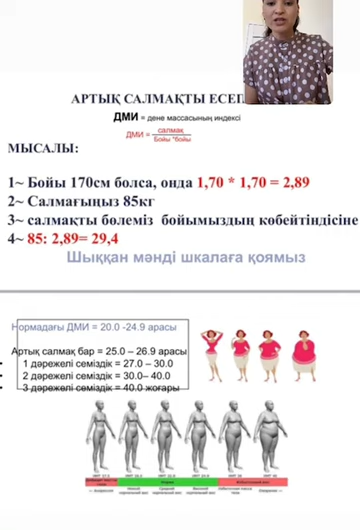 АРТЫҚ САЛМАҚТЫ ЕСЕП
ДМИ = дене массасының индексі
ДМИ = салмақ
Бойы *бойы
МЫСАЛЫ:
1~ Бойы 170см болса, онда 1,70 * 1,70 = 2,89
2~ Салмағыңыз 85кг
3~ салмақты бөлеміз бойымыздың көбейтіндісіне
4~ 85: 2,89= 29,4
Шыққан мәнді шкалаға қоямыз
Нормадағы ДМИ = 20.0 -24.9 арасы
Артық салмақ бар = 25.0 – 26.9 арасы
1 дәрежелі семіздік = 27.0 – 30.0
2 дәрежелі семіздік = 30.0– 40.0
3 дәрежелі семіздік = 40.0 жоғары